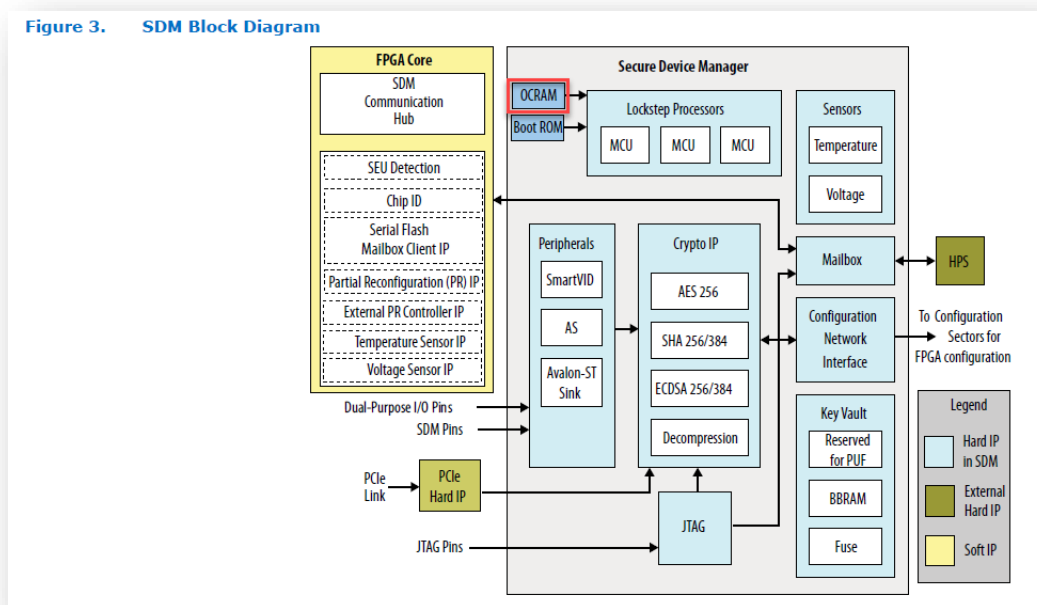 Figure 3. SDM Block Diagram
FPGA Core
SDM
Communication
Hub
SEU Detection
Chip ID
Serial Flash
Mailbox Client IP
Partial Reconfiguration (PR) IP
External PR Controller IP
Temperature Sensor IP
Voltage Sensor IP
Secure Device Manager
OCRAM
Boot ROM
Lockstep Processors
MCU
MCU
MCU
Sensors
Temperature
Voltage
Peripherals
SmartVID
AS
Avalon-ST
Sink
Crypto IP
AES 256
SHA 256/384
ECDSA 256/384
Decompression
Mailbox
HPS
Configuration
Network
Interface
To Configuration
Sectors for
FPGA configuration
Key Vault
Reserved
for PUF
BBRAM
Fuse
Dual-Purpose I/O Pins
SDM Pins
PCIe
Link
PCIe
Hard IP
JTAG Pins
JTAG
Legend
Hard IP
in SDM
External
Hard IP
Soft IP